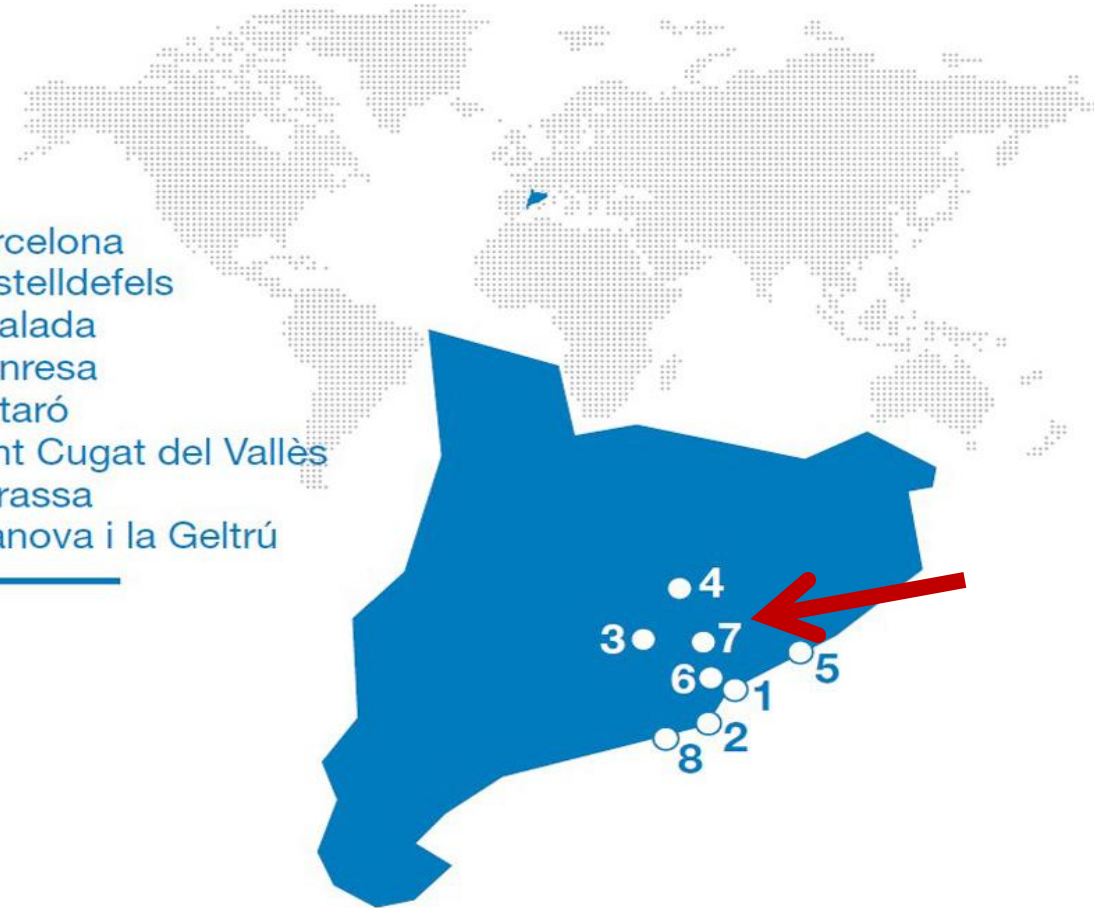 rcelona
stelldefels
alada
nresa
taró
nt Cugat del Vallès
rassa
anova i la Geltrú
4
3
7
6
5
1
2
8